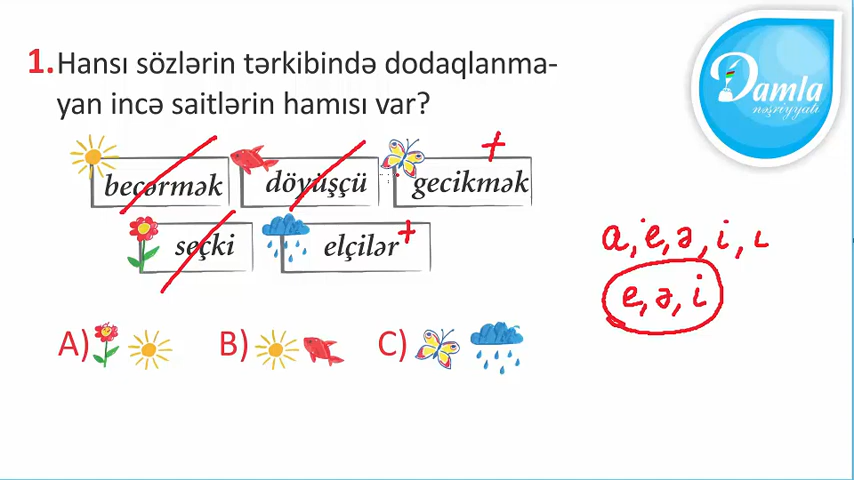 1. Hansı sözlərin tərkibində dodaqlanma-
yan incə saitlərin hamısı var?
Damla
nəşriyyatı
becərmək döyüşçü gecikmək +
seçki elçilər +
a, e, ə, i, ı
e, ə, i
A) B) C)